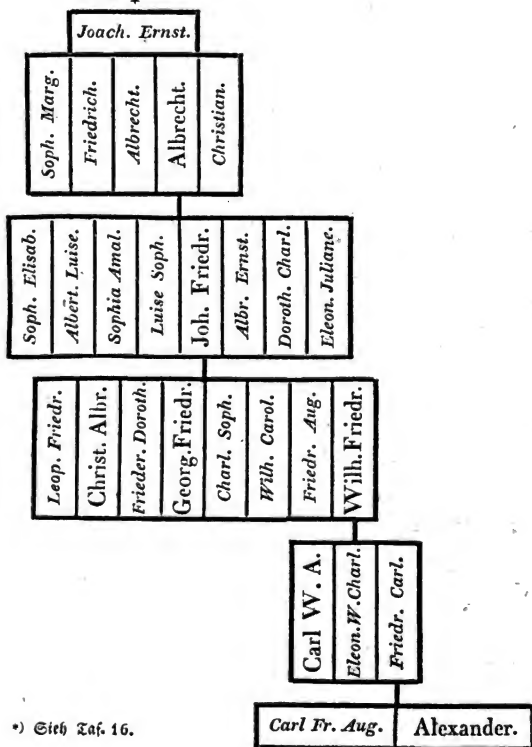 *
Joach. Ernst.
Soph. Marg.
Friedrich.
Albrecht.
Albrecht.
Christian.
Soph. Elisab.
Albert. Luise.
Sophia Amal.
Luise Soph.
Joh. Friedr.
Albr. Ernst.
Doroth. Charl.
Eleon. Juliane.
Leop. Friedr.
Christ. Albr.
Frieder. Doroth.
Georg. Friedr.
Charl. Soph.
Wilh. Carol.
Friedr. Aug.
Wilh. Friedr.
Carl W. A.
Eleon. W. Charl.
Friedr. Carl.
Carl Fr. Aug.
Alexander.
*) Sieh Taf. 16.